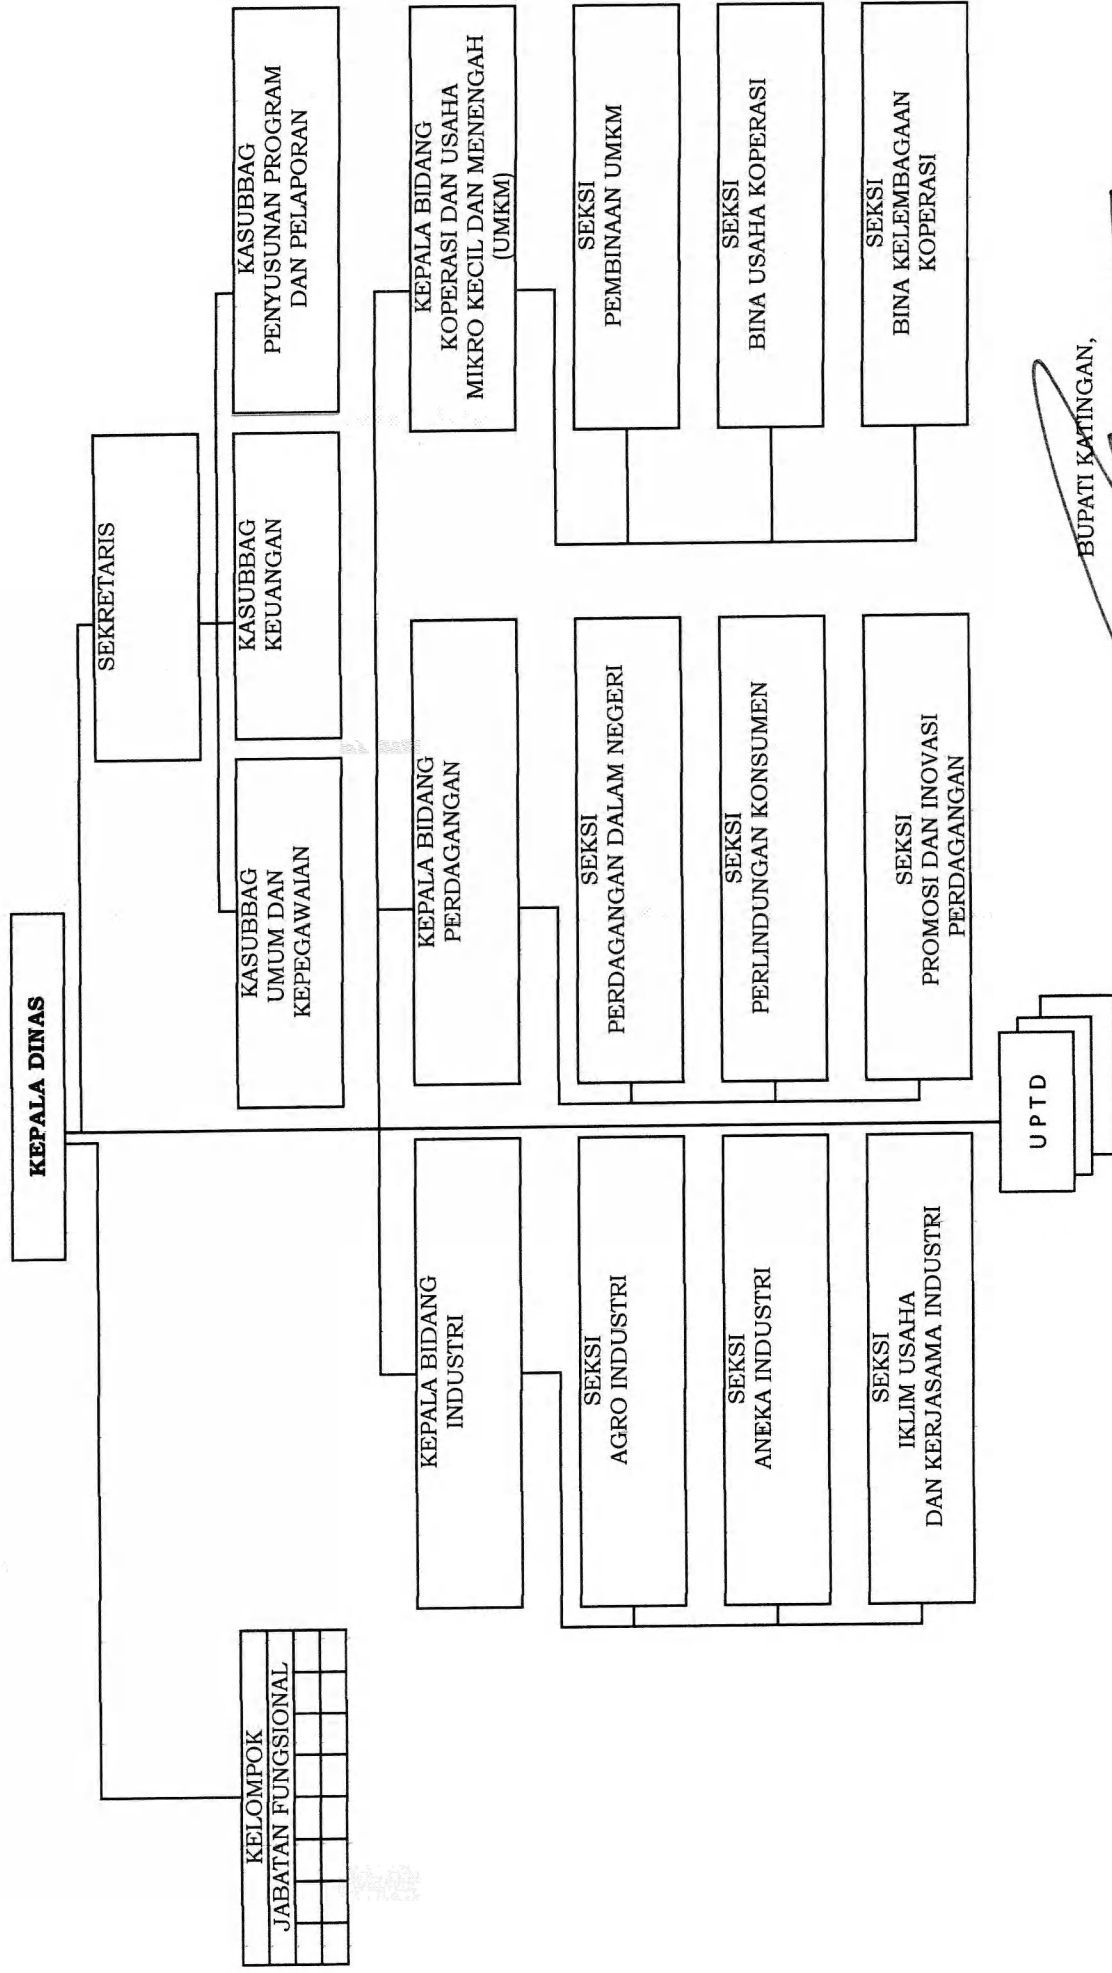 KEPALA DINAS
SEKRETARIS
KELOMPOK
JABATAN FUNGSIONAL
KASUBBAG
UMUM DAN
KEPEGAWAIAN
KASUBBAG
KEUANGAN
KASUBBAG
PENYUSUNAN PROGRAM
DAN PELAPORAN
KEPALA BIDANG
INDUSTRI
KEPALA BIDANG
PERDAGANGAN
KEPALA BIDANG
KOPERASI DAN USAHA
MIKRO KECIL DAN MENENGAH
(UMKM)
SEKSI
AGRO INDUSTRI
SEKSI
PERDAGANGAN DALAM NEGERI
SEKSI
PEMBINAAN UMKM
SEKSI
ANEKA INDUSTRI
SEKSI
PERLINDUNGAN KONSUMEN
SEKSI
BINA USAHA KOPERASI
SEKSI
IKLIM USAHA
DAN KERJASAMA INDUSTRI
SEKSI
PROMOSI DAN INOVASI
PERDAGANGAN
SEKSI
BINA KELEMBAGAAN
KOPERASI
UPTD
BUPATI KATINGAN,